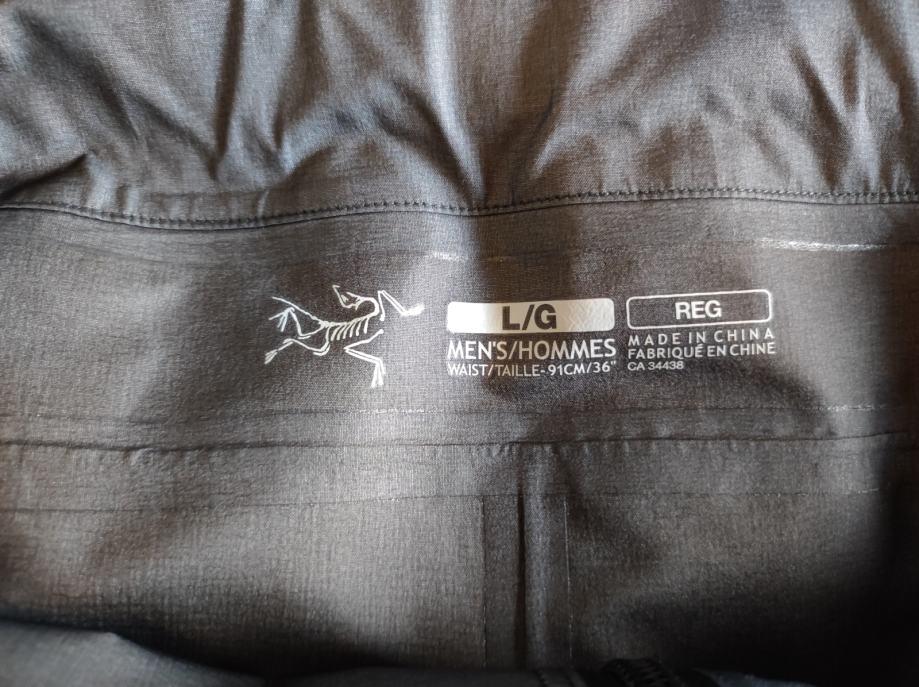 L/G
MEN'S/HOMMES
WAIST/TAILLE-91CM/36"
REG
MADE IN CHINA
FABRIQUÉ EN CHINE
CA 34438